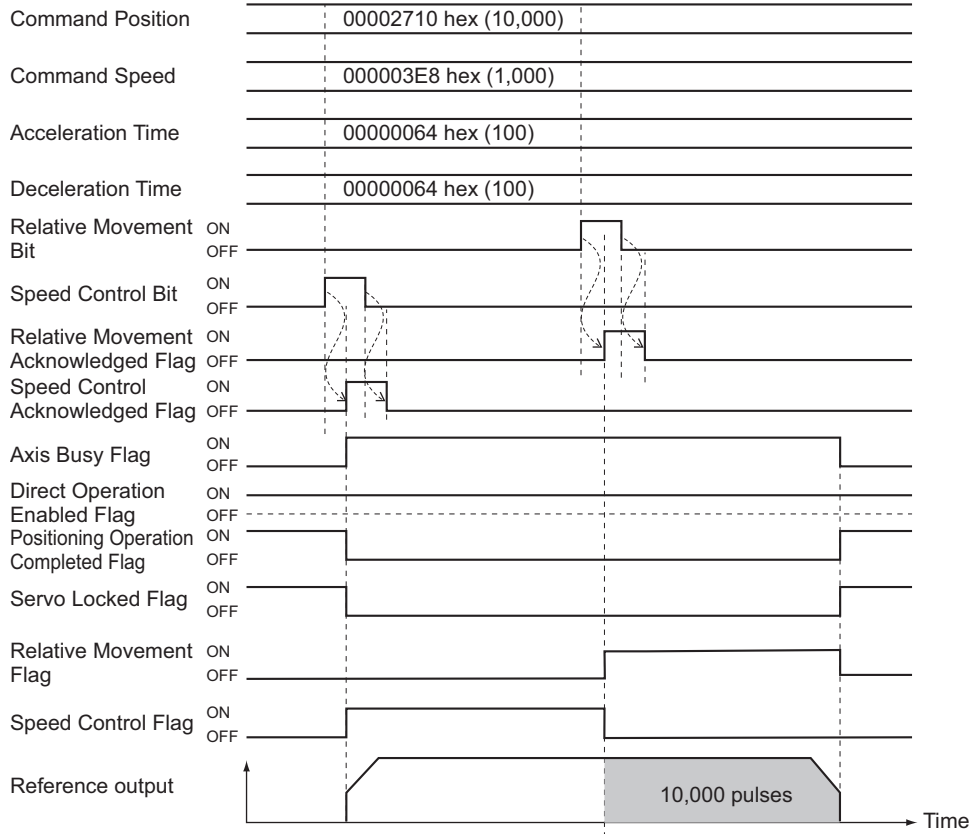 Command Position 00002710 hex (10,000)
Command Speed 000003E8 hex (1,000)
Acceleration Time 00000064 hex (100)
Deceleration Time 00000064 hex (100)
Relative Movement ON
Bit OFF
Speed Control Bit ON
OFF
Relative Movement ON
Acknowledged Flag OFF
Speed Control ON
Acknowledged Flag OFF
Axis Busy Flag ON
OFF
Direct Operation ON
Enabled Flag OFF
Positioning Operation ON
Completed Flag OFF
Servo Locked Flag ON
OFF
Relative Movement ON
Flag OFF
Speed Control Flag ON
OFF
Reference output
10,000 pulses
Time